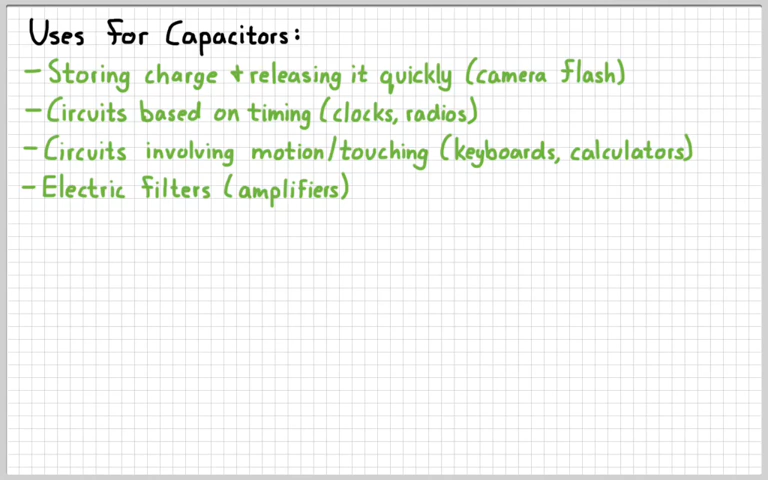 Uses for Capacitors:
- Storing charge + releasing it quickly (camera flash)
- Circuits based on timing (clocks, radios)
- Circuits involving motion/touching (keyboards, calculators)
- Electric filters (amplifiers)